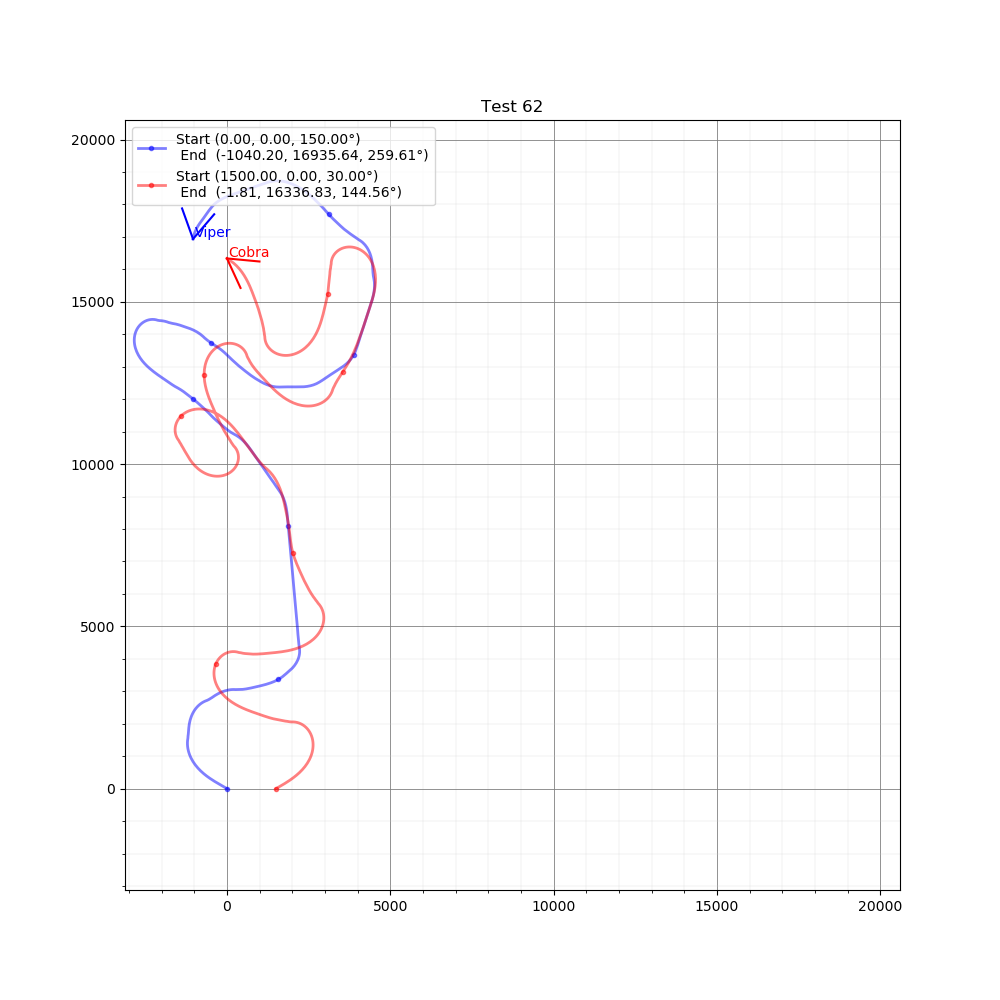 Test 62
20000
Start (0.00, 0.00, 150.00°)
End (-1040.20, 16935.64, 259.61°)
Start (1500.00, 0.00, 30.00°)
End (-1.81, 16336.83, 144.56°)
Viper
Cobra
15000
10000
5000
0
0 5000 10000 15000 20000